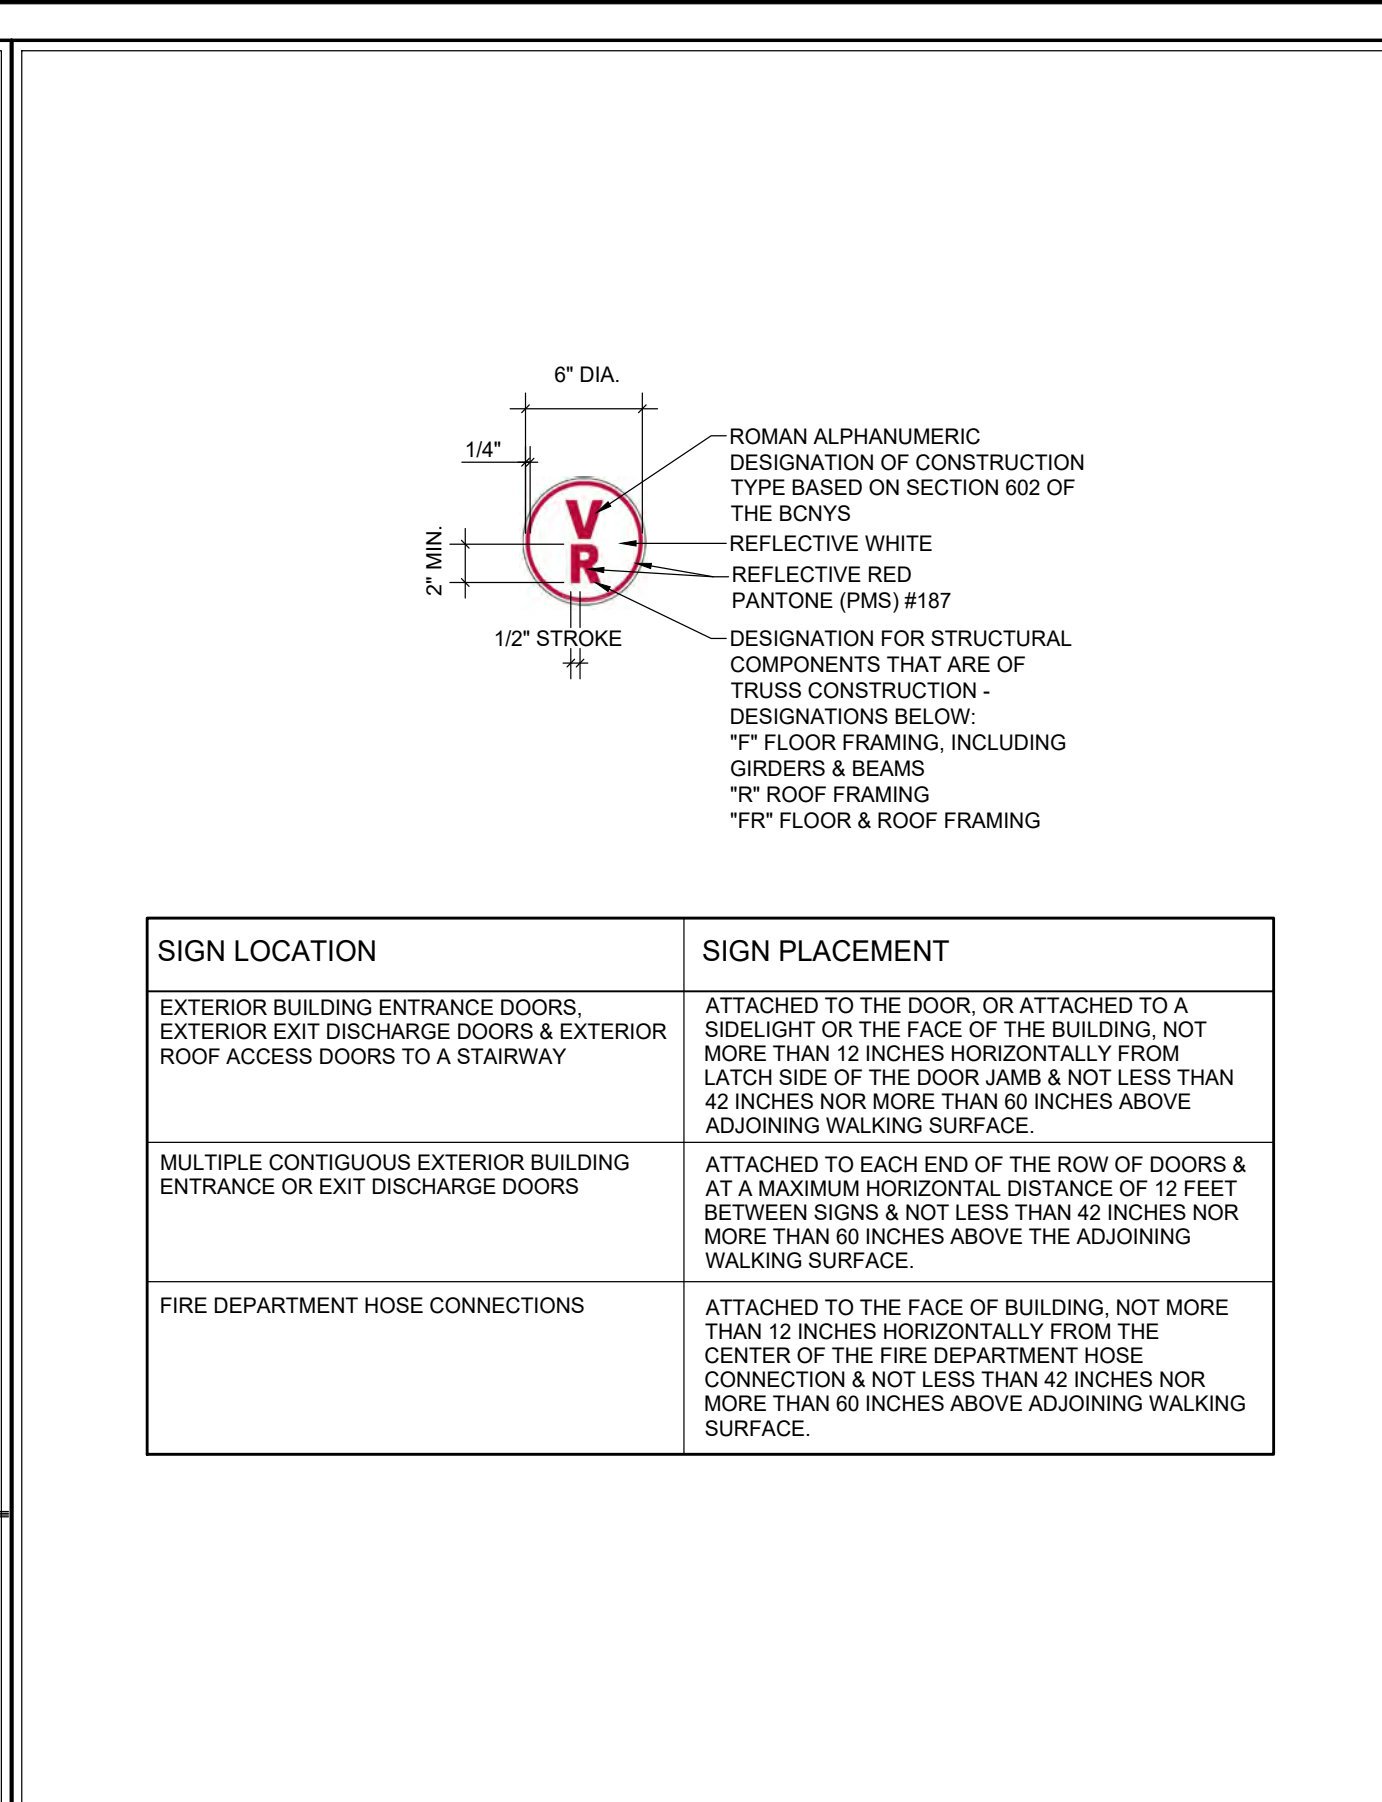 6" DIA.
1/4"
2" MIN.
V
R
1/2" STROKE
ROMAN ALPHANUMERIC
DESIGNATION OF CONSTRUCTION
TYPE BASED ON SECTION 602 OF
THE BCNYS
REFLECTIVE WHITE
REFLECTIVE RED
PANTONE (PMS) #187
DESIGNATION FOR STRUCTURAL
COMPONENTS THAT ARE OF
TRUSS CONSTRUCTION -
DESIGNATIONS BELOW:
"F" FLOOR FRAMING, INCLUDING
GIRDERS & BEAMS
"R" ROOF FRAMING
"FR" FLOOR & ROOF FRAMING
SIGN LOCATION
SIGN PLACEMENT
EXTERIOR BUILDING ENTRANCE DOORS,
EXTERIOR EXIT DISCHARGE DOORS & EXTERIOR
ROOF ACCESS DOORS TO A STAIRWAY
ATTACHED TO THE DOOR, OR ATTACHED TO A
SIDELIGHT OR THE FACE OF THE BUILDING, NOT
MORE THAN 12 INCHES HORIZONTALLY FROM
LATCH SIDE OF THE DOOR JAMB & NOT LESS THAN
42 INCHES NOR MORE THAN 60 INCHES ABOVE
ADJOINING WALKING SURFACE.
MULTIPLE CONTIGUOUS EXTERIOR BUILDING
ENTRANCE OR EXIT DISCHARGE DOORS
ATTACHED TO EACH END OF THE ROW OF DOORS &
AT A MAXIMUM HORIZONTAL DISTANCE OF 12 FEET
BETWEEN SIGNS & NOT LESS THAN 42 INCHES NOR
MORE THAN 60 INCHES ABOVE THE ADJOINING
WALKING SURFACE.
FIRE DEPARTMENT HOSE CONNECTIONS
ATTACHED TO THE FACE OF BUILDING, NOT MORE
THAN 12 INCHES HORIZONTALLY FROM THE
CENTER OF THE FIRE DEPARTMENT HOSE
CONNECTION & NOT LESS THAN 42 INCHES NOR
MORE THAN 60 INCHES ABOVE ADJOINING WALKING
SURFACE.